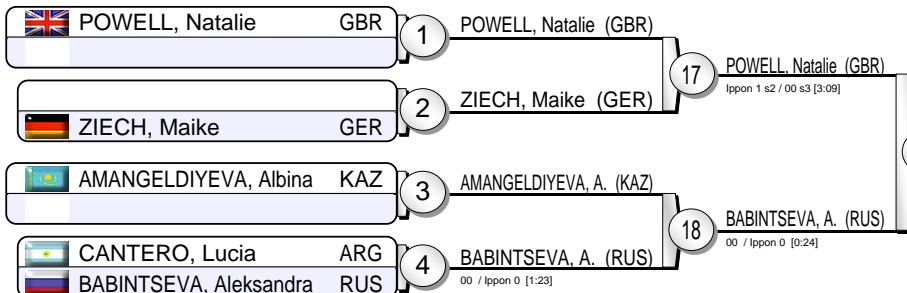 POWELL, Natalie GBR
1
POWELL, Natalie (GBR)
17
POWELL, Natalie (GBR)
Ippon 1 s2 / 00 s3 [3:09]
2
ZIECH, Maike (GER)
ZIECH, Maike GER
AMANGELDIYEVA, Albina KAZ
3
AMANGELDIYEVA, A. (KAZ)
18
BABINTSEVA, A. (RUS)
00 / Ippon 0 [0:24]
CANTERO, Lucia ARG
4
BABINTSEVA, A. (RUS)
00 / Ippon 0 [1:23]
BABINTSEVA, Aleksandra RUS